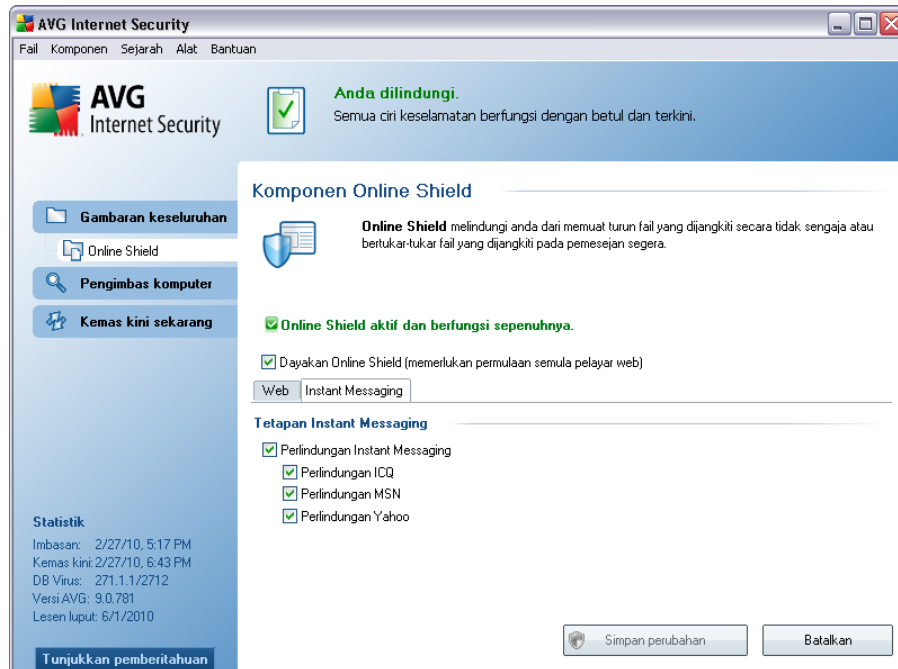 AVG Internet Security
Fail Komponen Sejarah Alat Bantuan
AVG
Internet Security
Anda dilindungi.
Semua ciri keselamatan berfungsi dengan betul dan terkini.
Gambaran keseluruhan
Online Shield
Pengimbas komputer
Kemas kini sekarang
Komponen Online Shield
Online Shield melindungi anda dari memuat turun fail yang dijangkiti secara tidak sengaja atau
bertukar-tukar fail yang dijangkiti pada pemesejan segera.
Online Shield aktif dan berfungsi sepenuhnya.
Dayakan Online Shield (memerlukan permulaan semula pelayar web)
Web Instant Messaging
Tetapan Instant Messaging
Perlindungan Instant Messaging
Perlindungan ICQ
Perlindungan MSN
Perlindungan Yahoo
Statistik
Imbasan: 2/27/10, 5:17 PM
Kemas kini: 2/27/10, 6:43 PM
DB Virus: 271.1.1/2712
Versi AVG: 9.0.781
Lesen luput: 6/1/2010
Tunjukkan pemberitahuan
Simpan perubahan
Batalkan